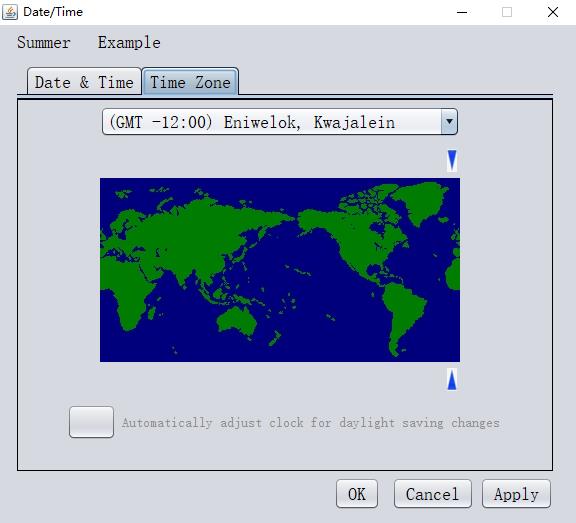 Date/Time
Summer Example
Date & Time Time Zone
(GMT -12:00) Eniwelok, Kwajalein
Automatically adjust clock for daylight saving changes
OK Cancel Apply